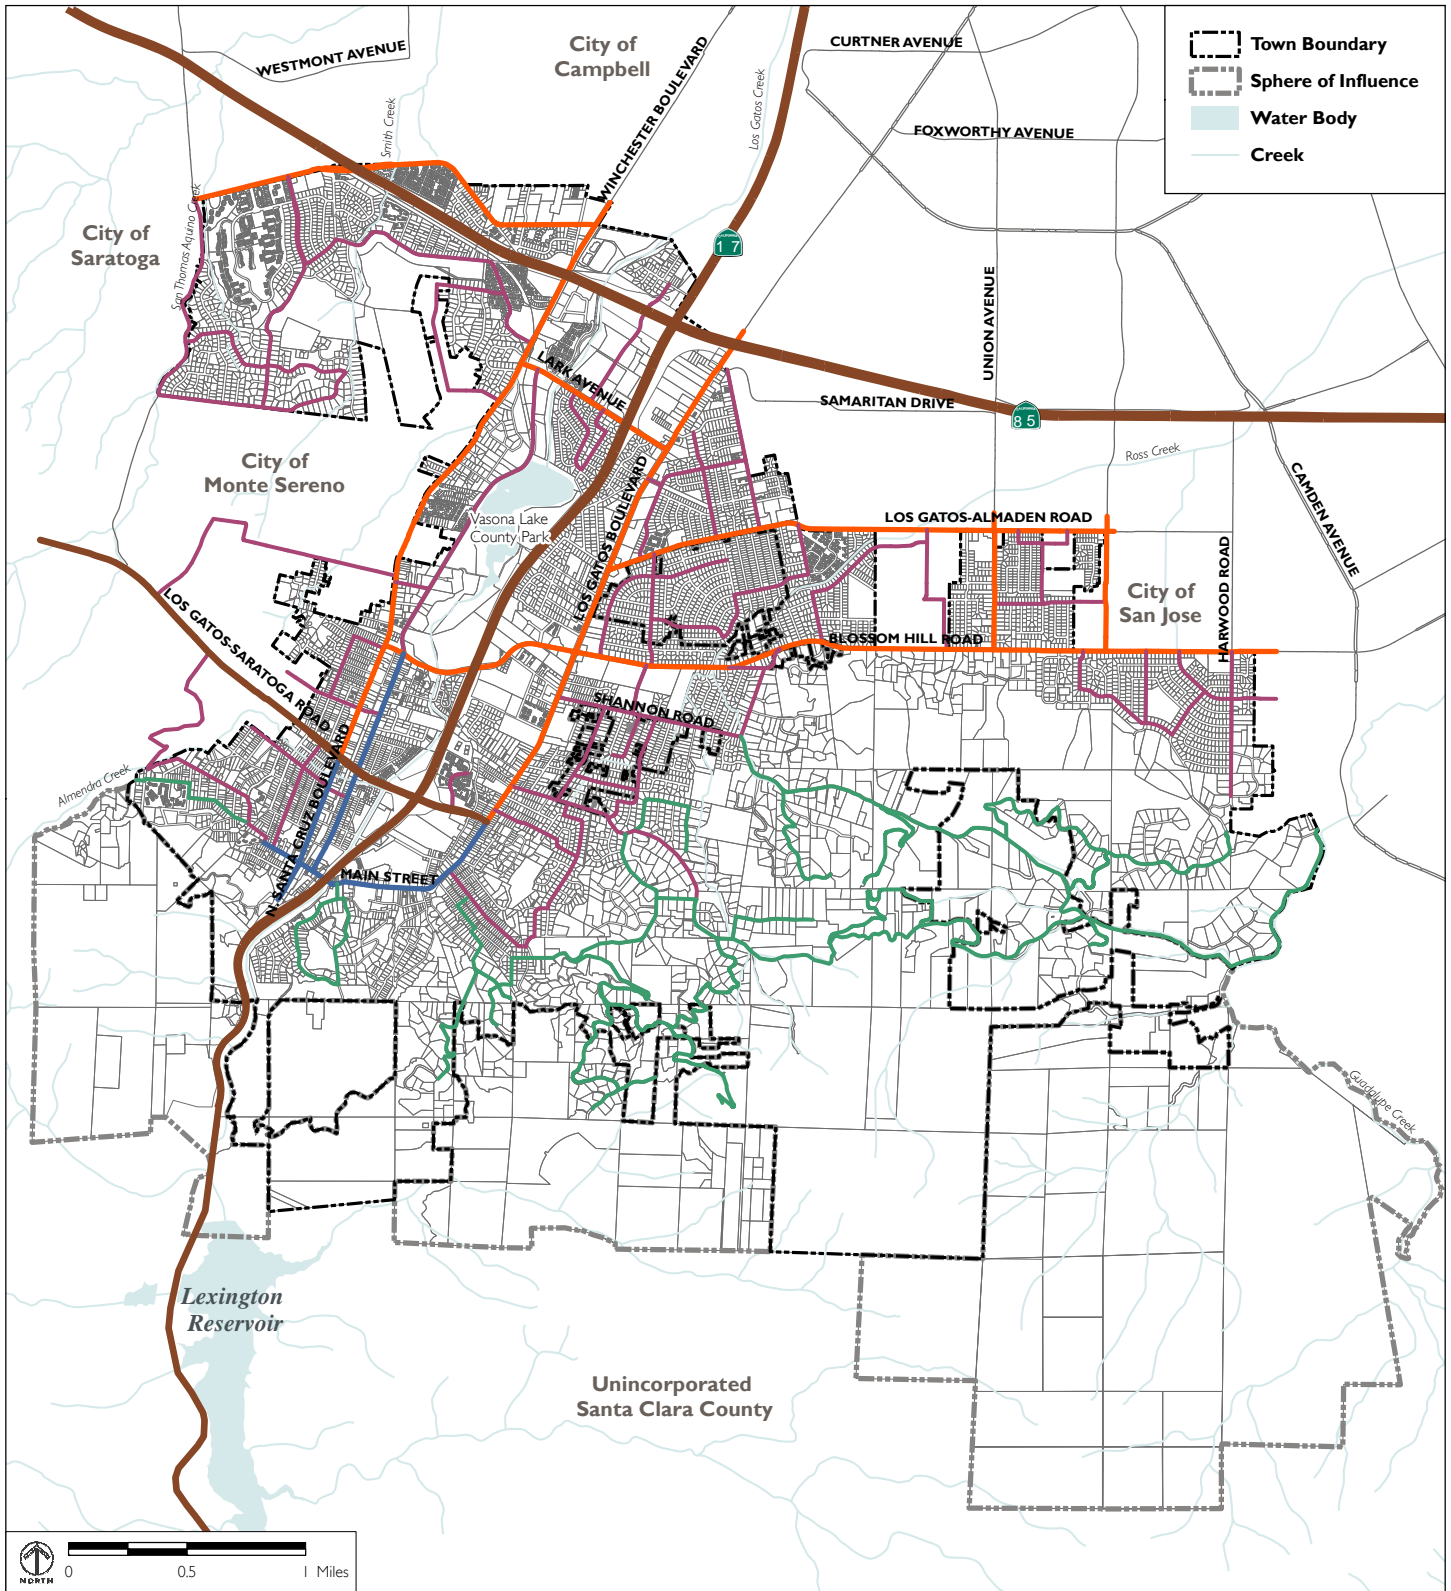 WESTMONT AVENUE
City of
Campbell
WINCHESTER BOULEVARD
Los Gatos Creek
CURTNER AVENUE
FOXWORTHY AVENUE
Town Boundary
Sphere of Influence
Water Body
Creek
Smith Creek
City of
Saratoga
San Thomas Aquino Creek
CALIFORNIA
17
UNION AVENUE
LARK AVENUE
SAMARITAN DRIVE
CALIFORNIA
85
City of
Monte Sereno
Ross Creek
CAMDEN AVENUE
Vasona Lake
County Park
LOS GATOS BOULEVARD
LOS GATOS-ALMADEN ROAD
HARWOOD ROAD
City of
San Jose
LOS GATOS-SARATOGA ROAD
BLOSSOM HILL ROAD
SHANNON ROAD
Almendra Creek
N. SANTA CRUZ BOULEVARD
MAIN STREET
Guadalupe Creek
Lexington
Reservoir
Unincorporated
Santa Clara County
NORTH
0 0.5 1 Miles